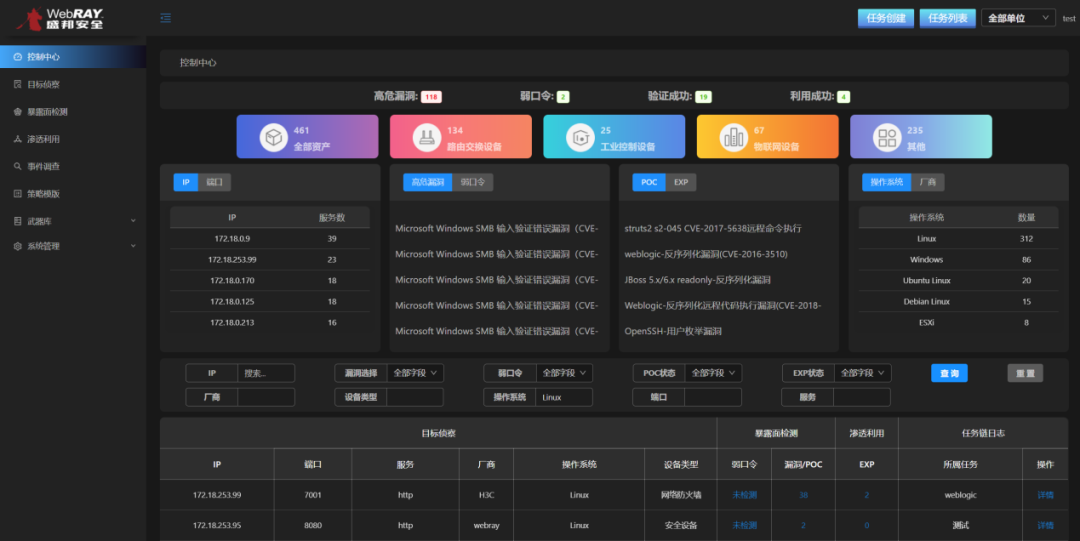 WebRAY
盛邦安全
任务创建 任务列表 全部单位 test
控制中心
目标侦察
暴露面检测
渗透利用
事件调查
策略模版
武器库
系统管理
控制中心
高危漏洞: 118 弱口令: 2 验证成功: 19 利用成功: 4
461
全部资产
134
路由交换设备
25
工业控制设备
67
物联网设备
235
其他
IP 端口
IP 服务数
172.18.0.9 39
172.18.253.99 23
172.18.0.170 18
172.18.0.125 18
172.18.0.213 16
高危漏洞 弱口令
Microsoft Windows SMB 输入验证错误漏洞（CVE-
Microsoft Windows SMB 输入验证错误漏洞（CVE-
Microsoft Windows SMB 输入验证错误漏洞（CVE-
Microsoft Windows SMB 输入验证错误漏洞（CVE-
Microsoft Windows SMB 输入验证错误漏洞（CVE-
POC EXP
struts2 s2-045 CVE-2017-5638远程命令执行
weblogic-反序列化漏洞(CVE-2016-3510)
JBoss 5.x/6.x readonly-反序列化漏洞
Weblogic-反序列化远程代码执行漏洞(CVE-2018-
OpenSSH-用户枚举漏洞
操作系统 厂商
操作系统 数量
Linux 312
Windows 86
Ubuntu Linux 20
Debian Linux 15
ESXi 8
IP 搜索... 漏洞选择 全部字段 弱口令 全部字段 POC状态 全部字段 EXP状态 全部字段 查询 重置
厂商 设备类型 操作系统 Linux 端口 服务
目标侦察 暴露面检测 渗透利用 任务链日志
IP 端口 服务 厂商 操作系统 设备类型 弱口令 漏洞/POC EXP 所属任务 操作
172.18.253.99 7001 http H3C Linux 网络防火墙 未检测 38 2 weblogic 详情
172.18.253.95 8080 http webray Linux 安全设备 未检测 2 0 测试 详情